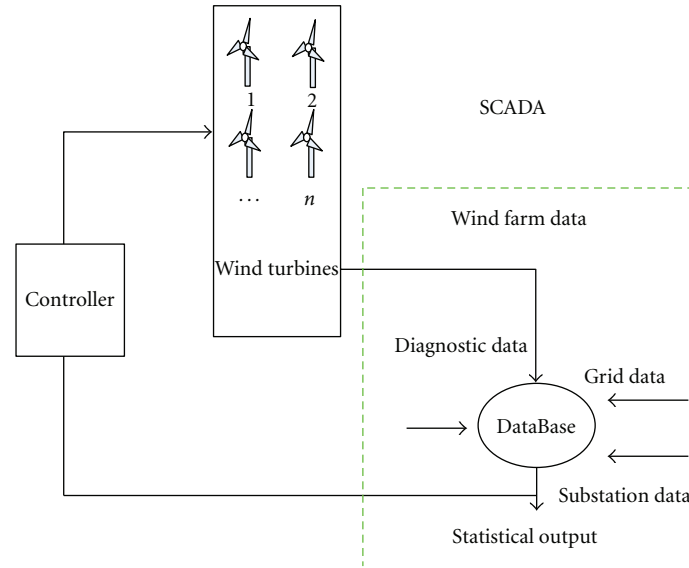 1
2
SCADA
...
n
Wind farm data
Wind turbines
Controller
Diagnostic data
Grid data
DataBase
Substation data
Statistical output